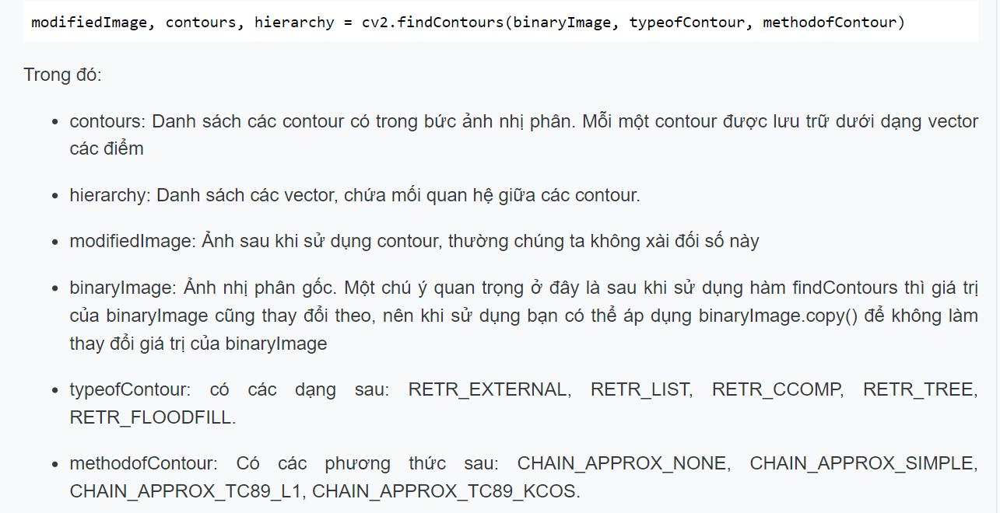 modifiedImage, contours, hierarchy = cv2.findContours(binaryImage, typeofContour, methodofContour)
Trong đó:
• contours: Danh sách các contour có trong bức ảnh nhị phân. Mỗi một contour được lưu trữ dưới dạng vector
các điểm
• hierarchy: Danh sách các vector, chứa mối quan hệ giữa các contour.
• modifiedImage: Ảnh sau khi sử dụng contour, thường chúng ta không xài đối số này
• binaryImage: Ảnh nhị phân gốc. Một chú ý quan trọng ở đây là sau khi sử dụng hàm findContours thì giá trị
của binaryImage cũng thay đổi theo, nên khi sử dụng bạn có thể áp dụng binaryImage.copy() để không làm
thay đổi giá trị của binaryImage
• typeofContour: có các dạng sau: RETR_EXTERNAL, RETR_LIST, RETR_CCOMP, RETR_TREE,
RETR_FLOODFILL.
• methodofContour: Có các phương thức sau: CHAIN_APPROX_NONE, CHAIN_APPROX_SIMPLE,
CHAIN_APPROX_TC89_L1, CHAIN_APPROX_TC89_KCOS.